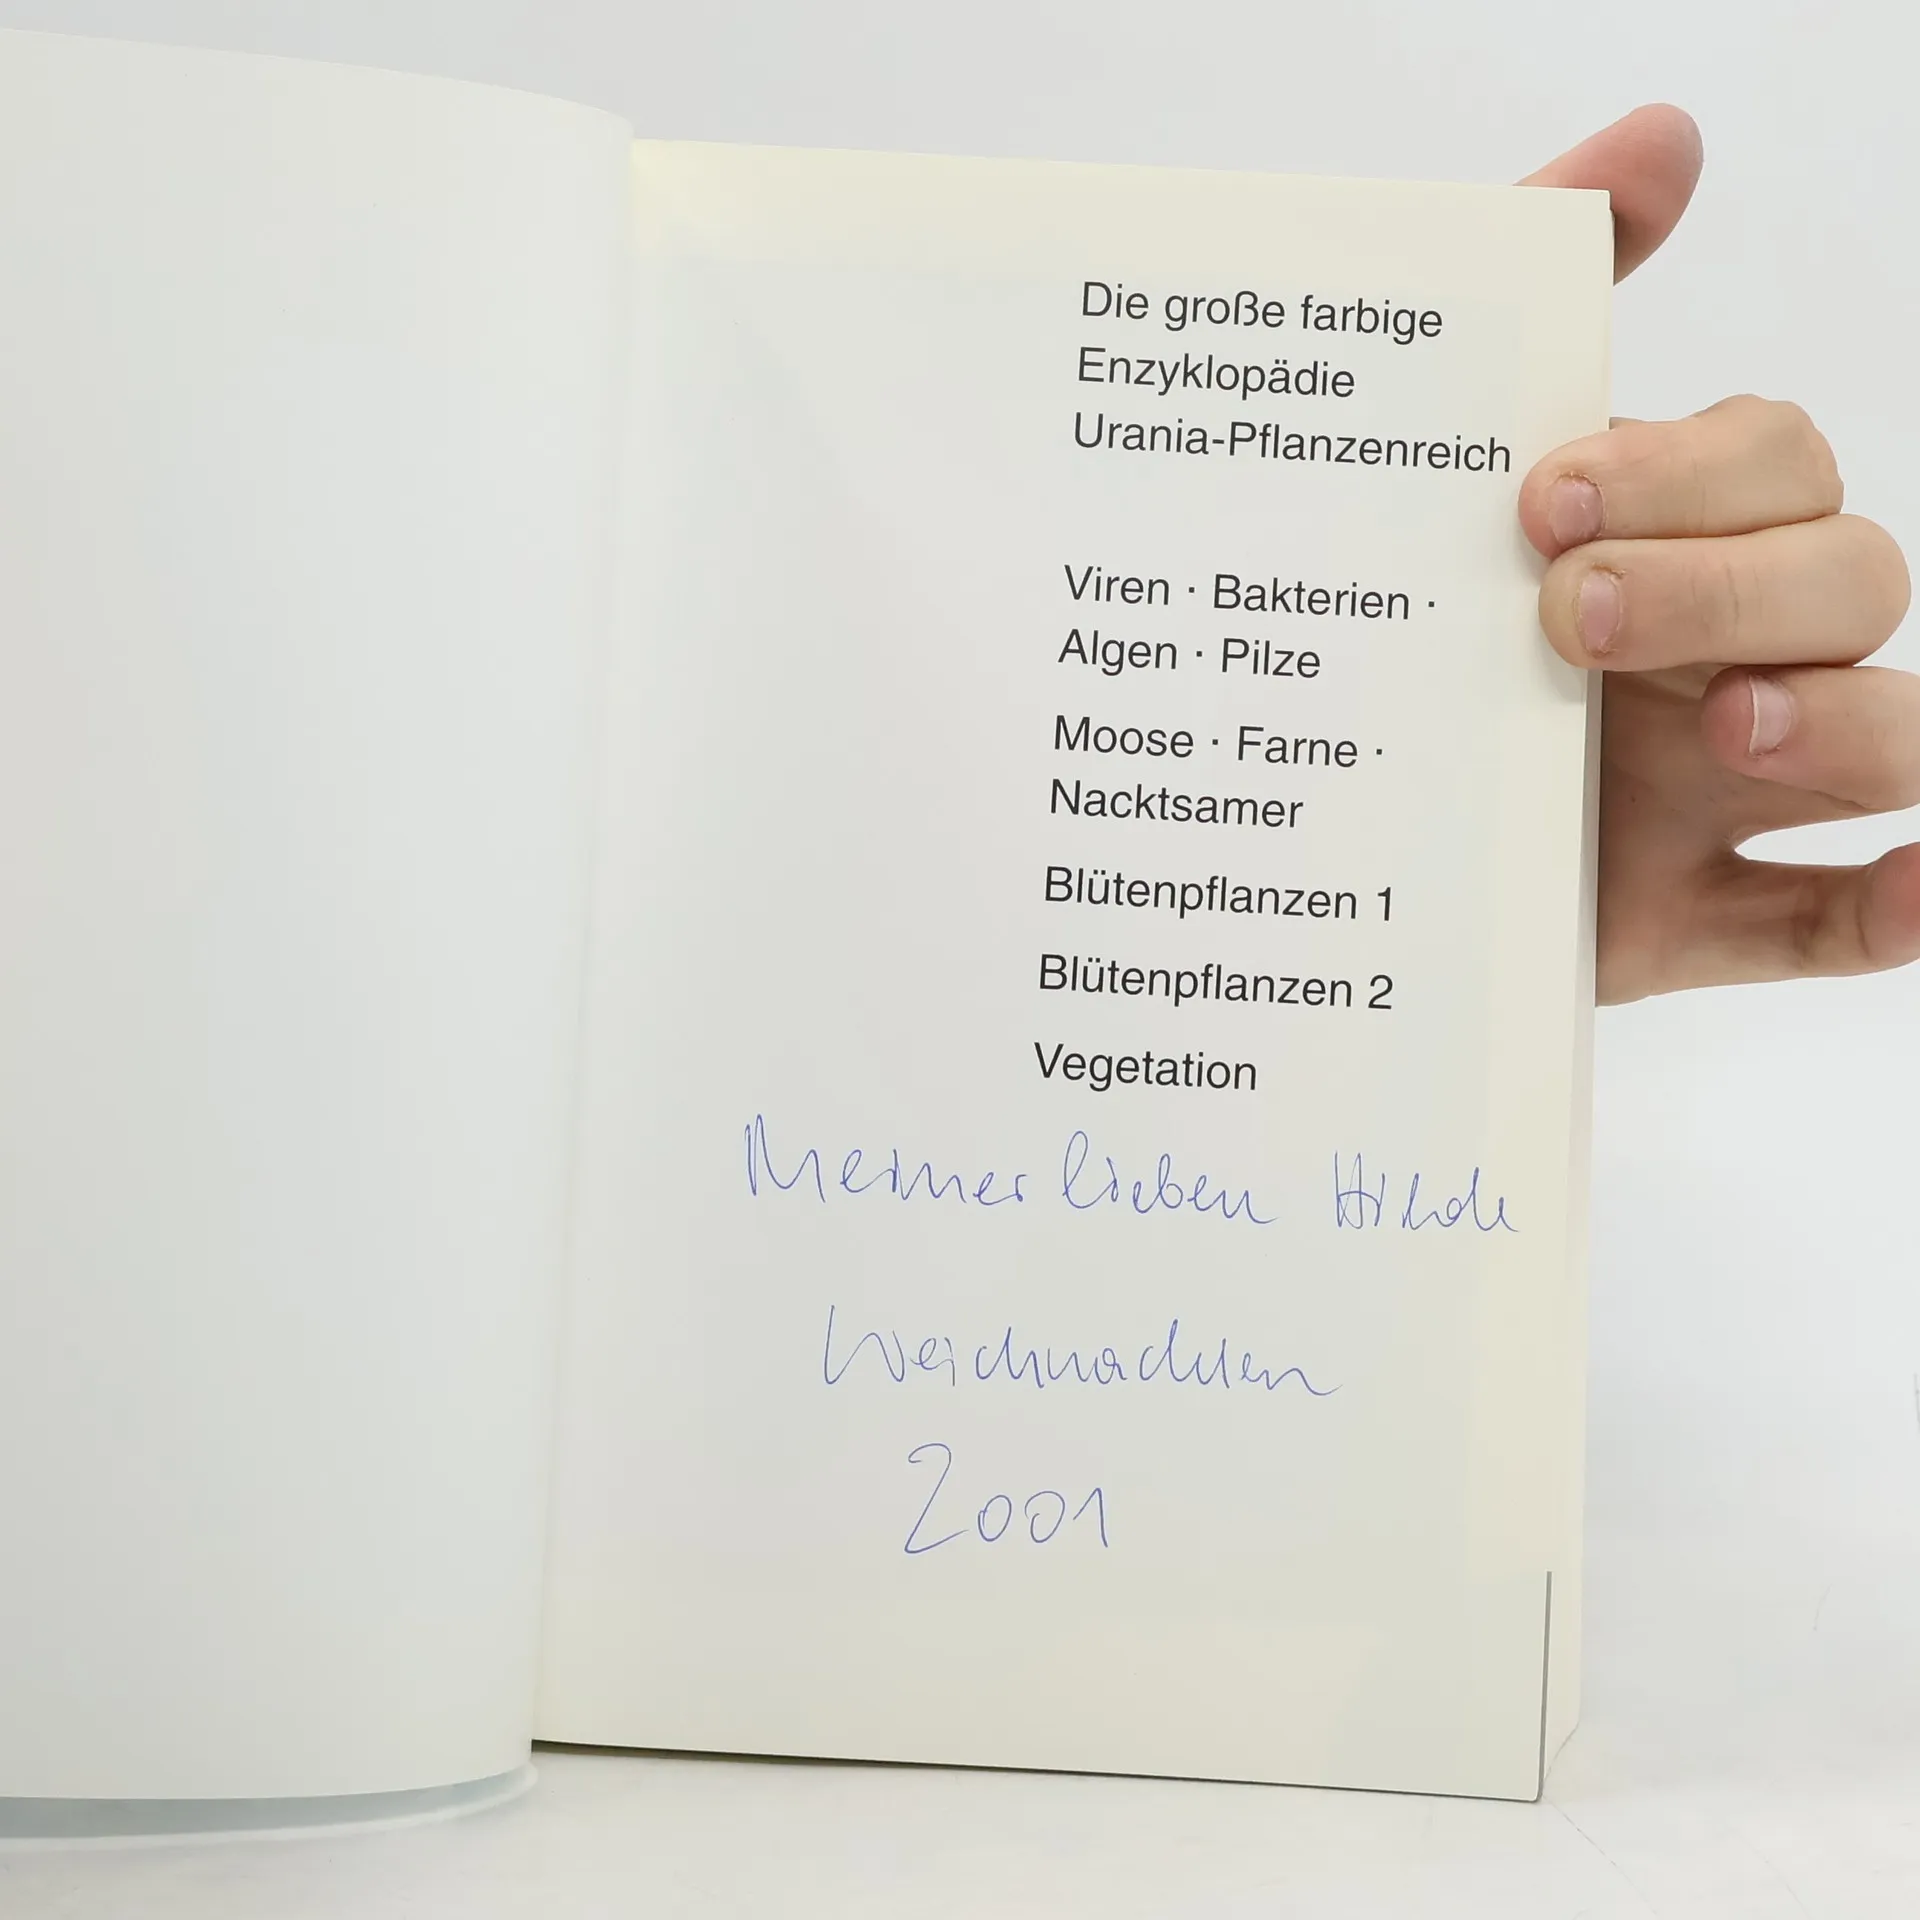 Die große farbige
Enzyklopädie
Urania-Pflanzenreich
Viren · Bakterien ·
Algen · Pilze
Moose · Farne ·
Nacktsamer
Blütenpflanzen 1
Blütenpflanzen 2
Vegetation
Meiner lieben Hilde
Weihnachten
2001